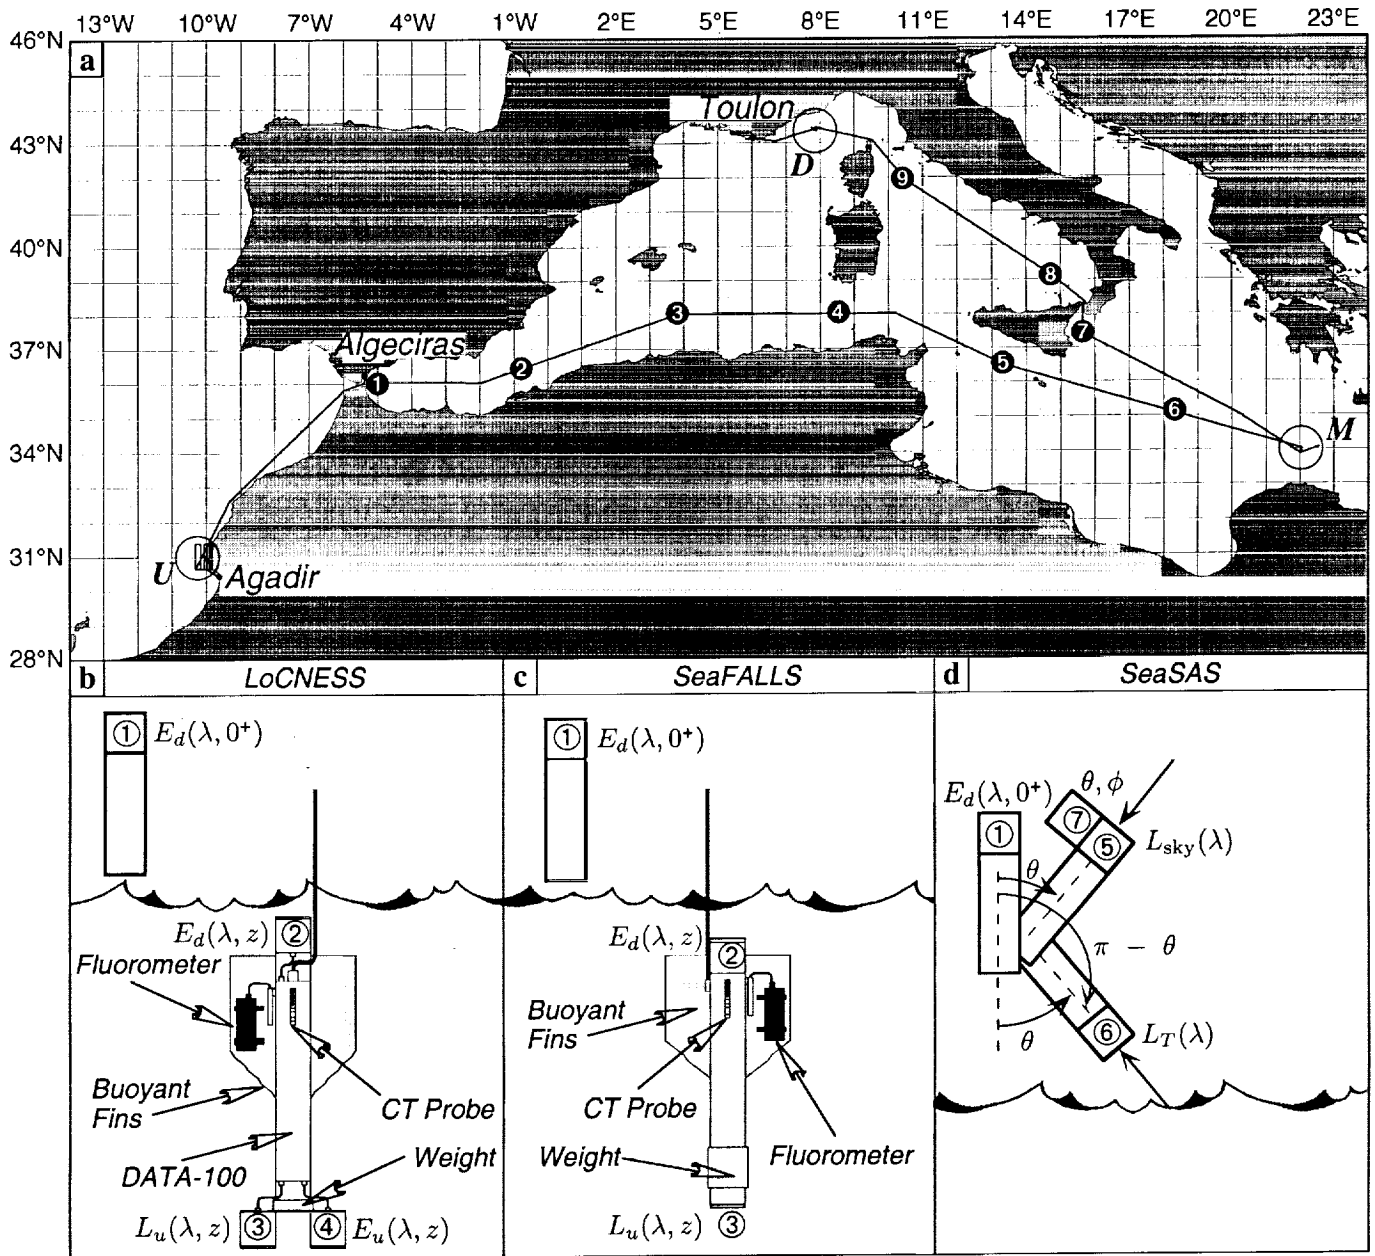 13°W 10°W 7°W 4°W 1°W 2°E 5°E 8°E 11°E 14°E 17°E 20°E 23°E
46°N
a
Toulon
43°N
D
9
40°N
8
3
4
7
37°N
Algeciras
1
2
5
6
M
34°N
31°N
U
Agadir
28°N
b LoCNESS
① E_d(λ, 0⁺)
E_d(λ, z) ②
Fluorometer
Buoyant
Fins
CT Probe
Weight
DATA-100
L_u(λ, z) ③ ④ E_u(λ, z)
c SeaFALLS
① E_d(λ, 0⁺)
E_d(λ, z)
②
Buoyant
Fins
CT Probe
Weight
Fluorometer
L_u(λ, z) ③
d SeaSAS
θ, ϕ
E_d(λ, 0⁺)
①
⑦
⑤ L_sky(λ)
θ
π − θ
θ
⑥ L_T(λ)